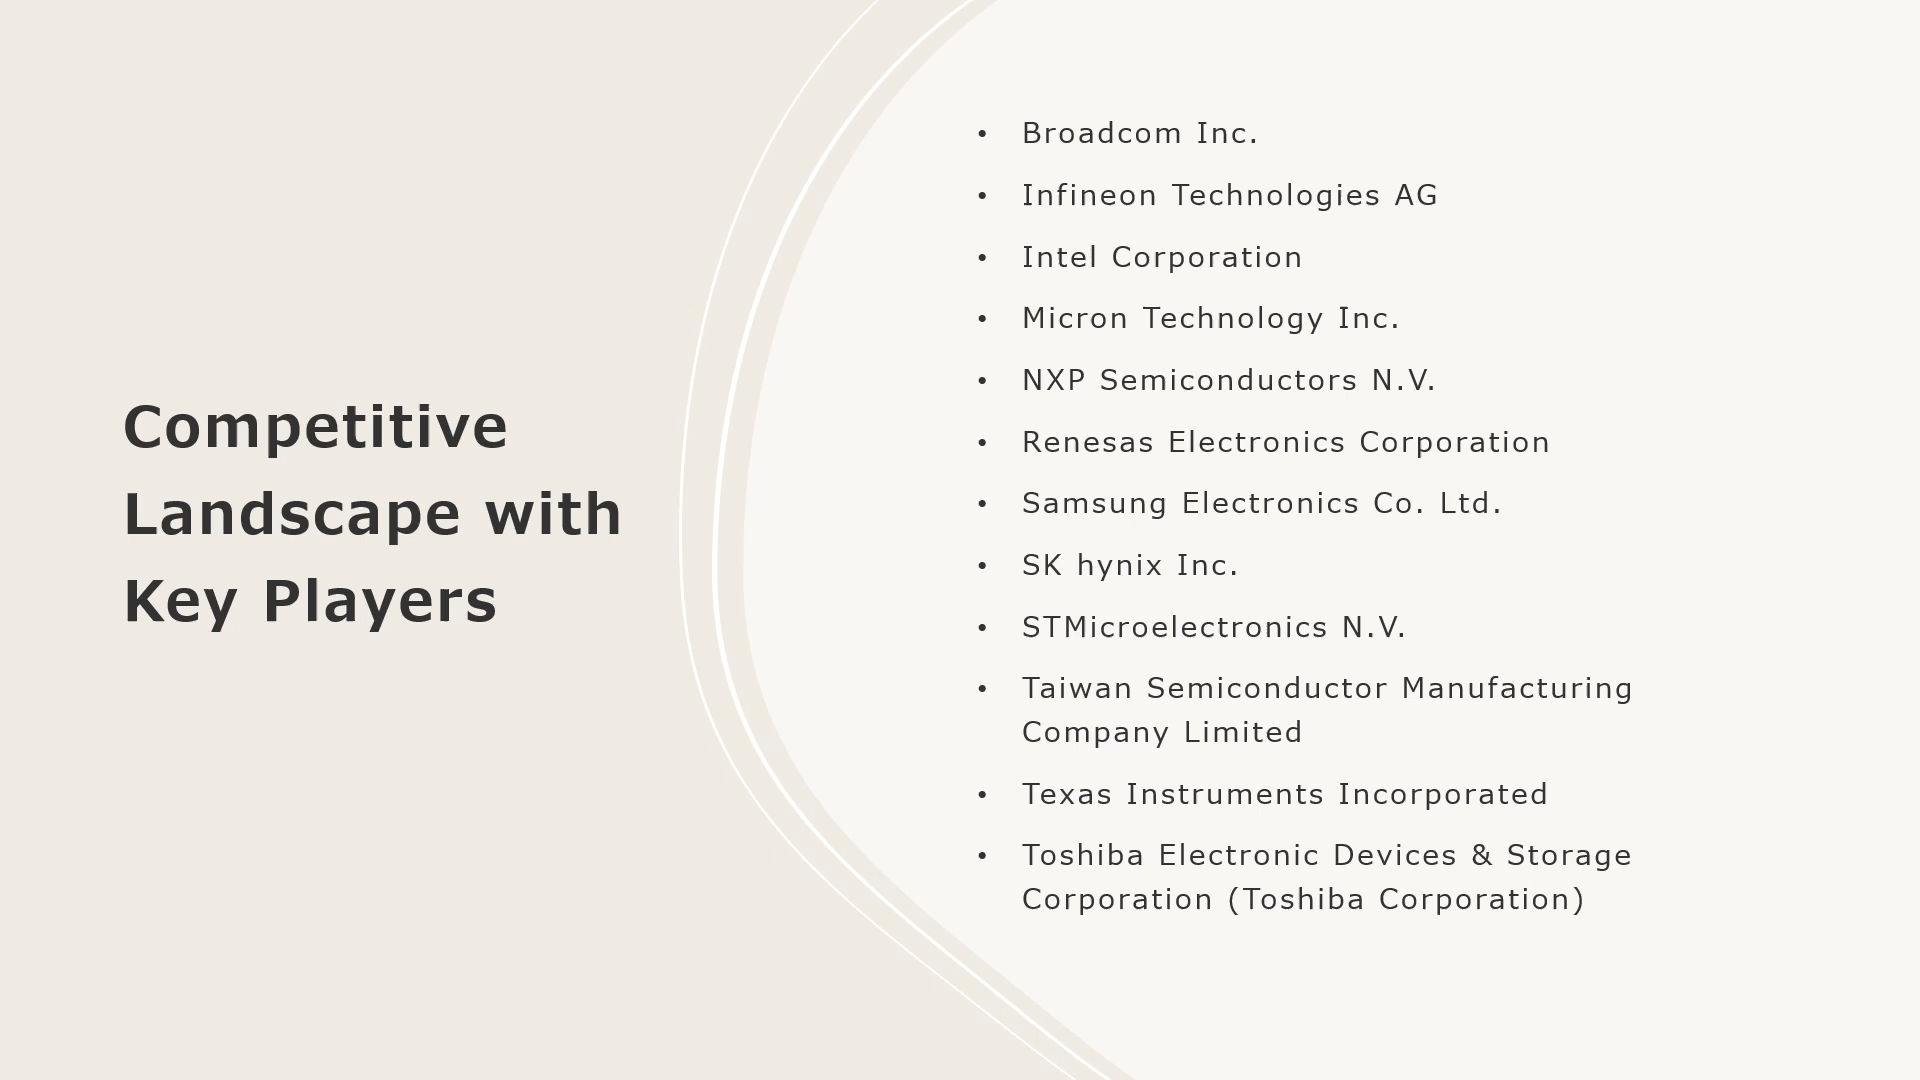 Competitive
Landscape with
Key Players
• Broadcom Inc.
• Infineon Technologies AG
• Intel Corporation
• Micron Technology Inc.
• NXP Semiconductors N.V.
• Renesas Electronics Corporation
• Samsung Electronics Co. Ltd.
• SK hynix Inc.
• STMicroelectronics N.V.
• Taiwan Semiconductor Manufacturing
Company Limited
• Texas Instruments Incorporated
• Toshiba Electronic Devices & Storage
Corporation (Toshiba Corporation)